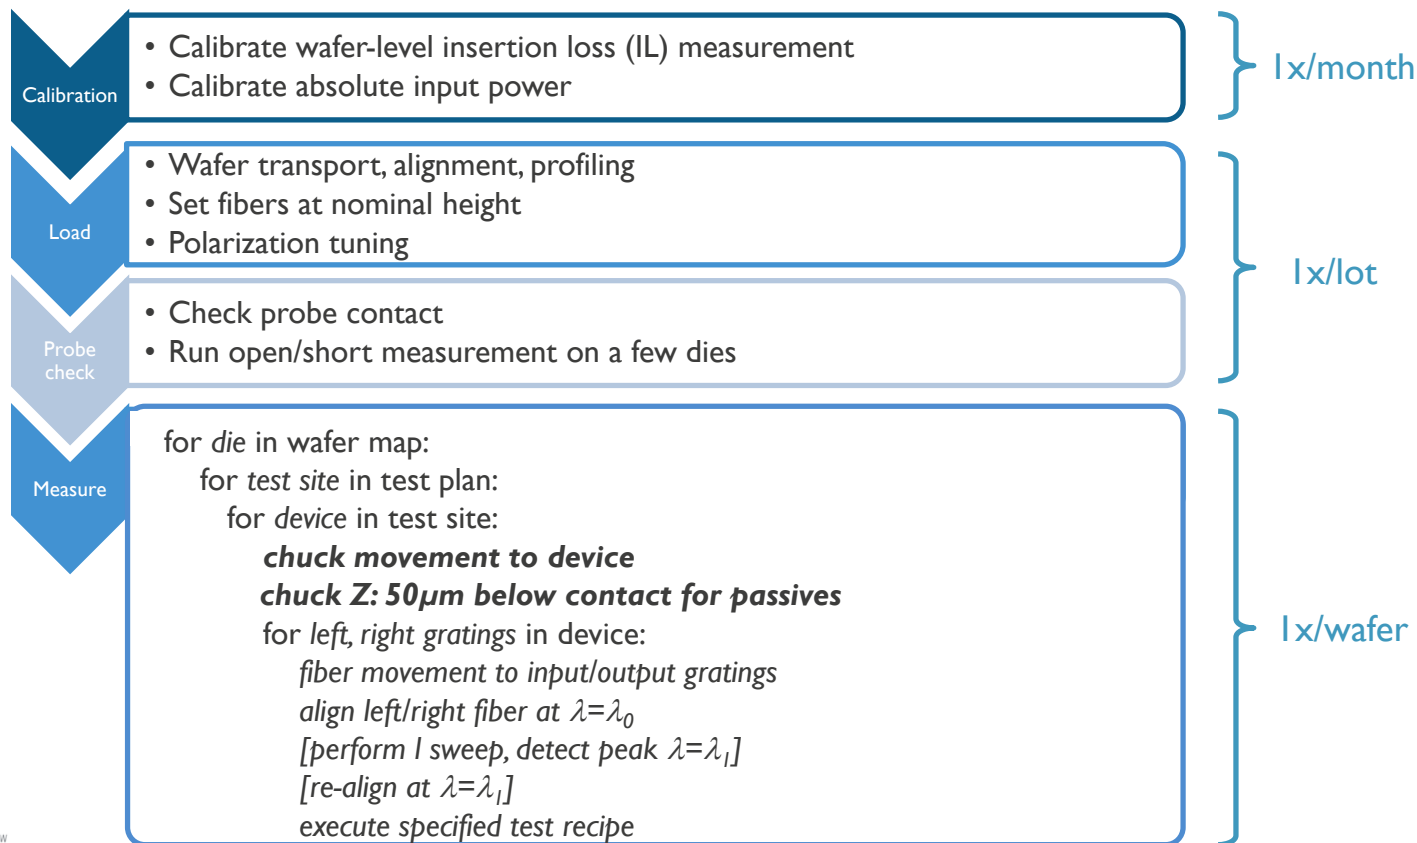 Calibration
• Calibrate wafer-level insertion loss (IL) measurement
• Calibrate absolute input power
1x/month
Load
• Wafer transport, alignment, profiling
• Set fibers at nominal height
• Polarization tuning
1x/lot
Probe
check
• Check probe contact
• Run open/short measurement on a few dies
Measure
for die in wafer map:
for test site in test plan:
for device in test site:
chuck movement to device
chuck Z: 50µm below contact for passives
for left, right gratings in device:
fiber movement to input/output gratings
align left/right fiber at λ=λ0
[perform l sweep, detect peak λ=λ1]
[re-align at λ=λ1]
execute specified test recipe
1x/wafer
W